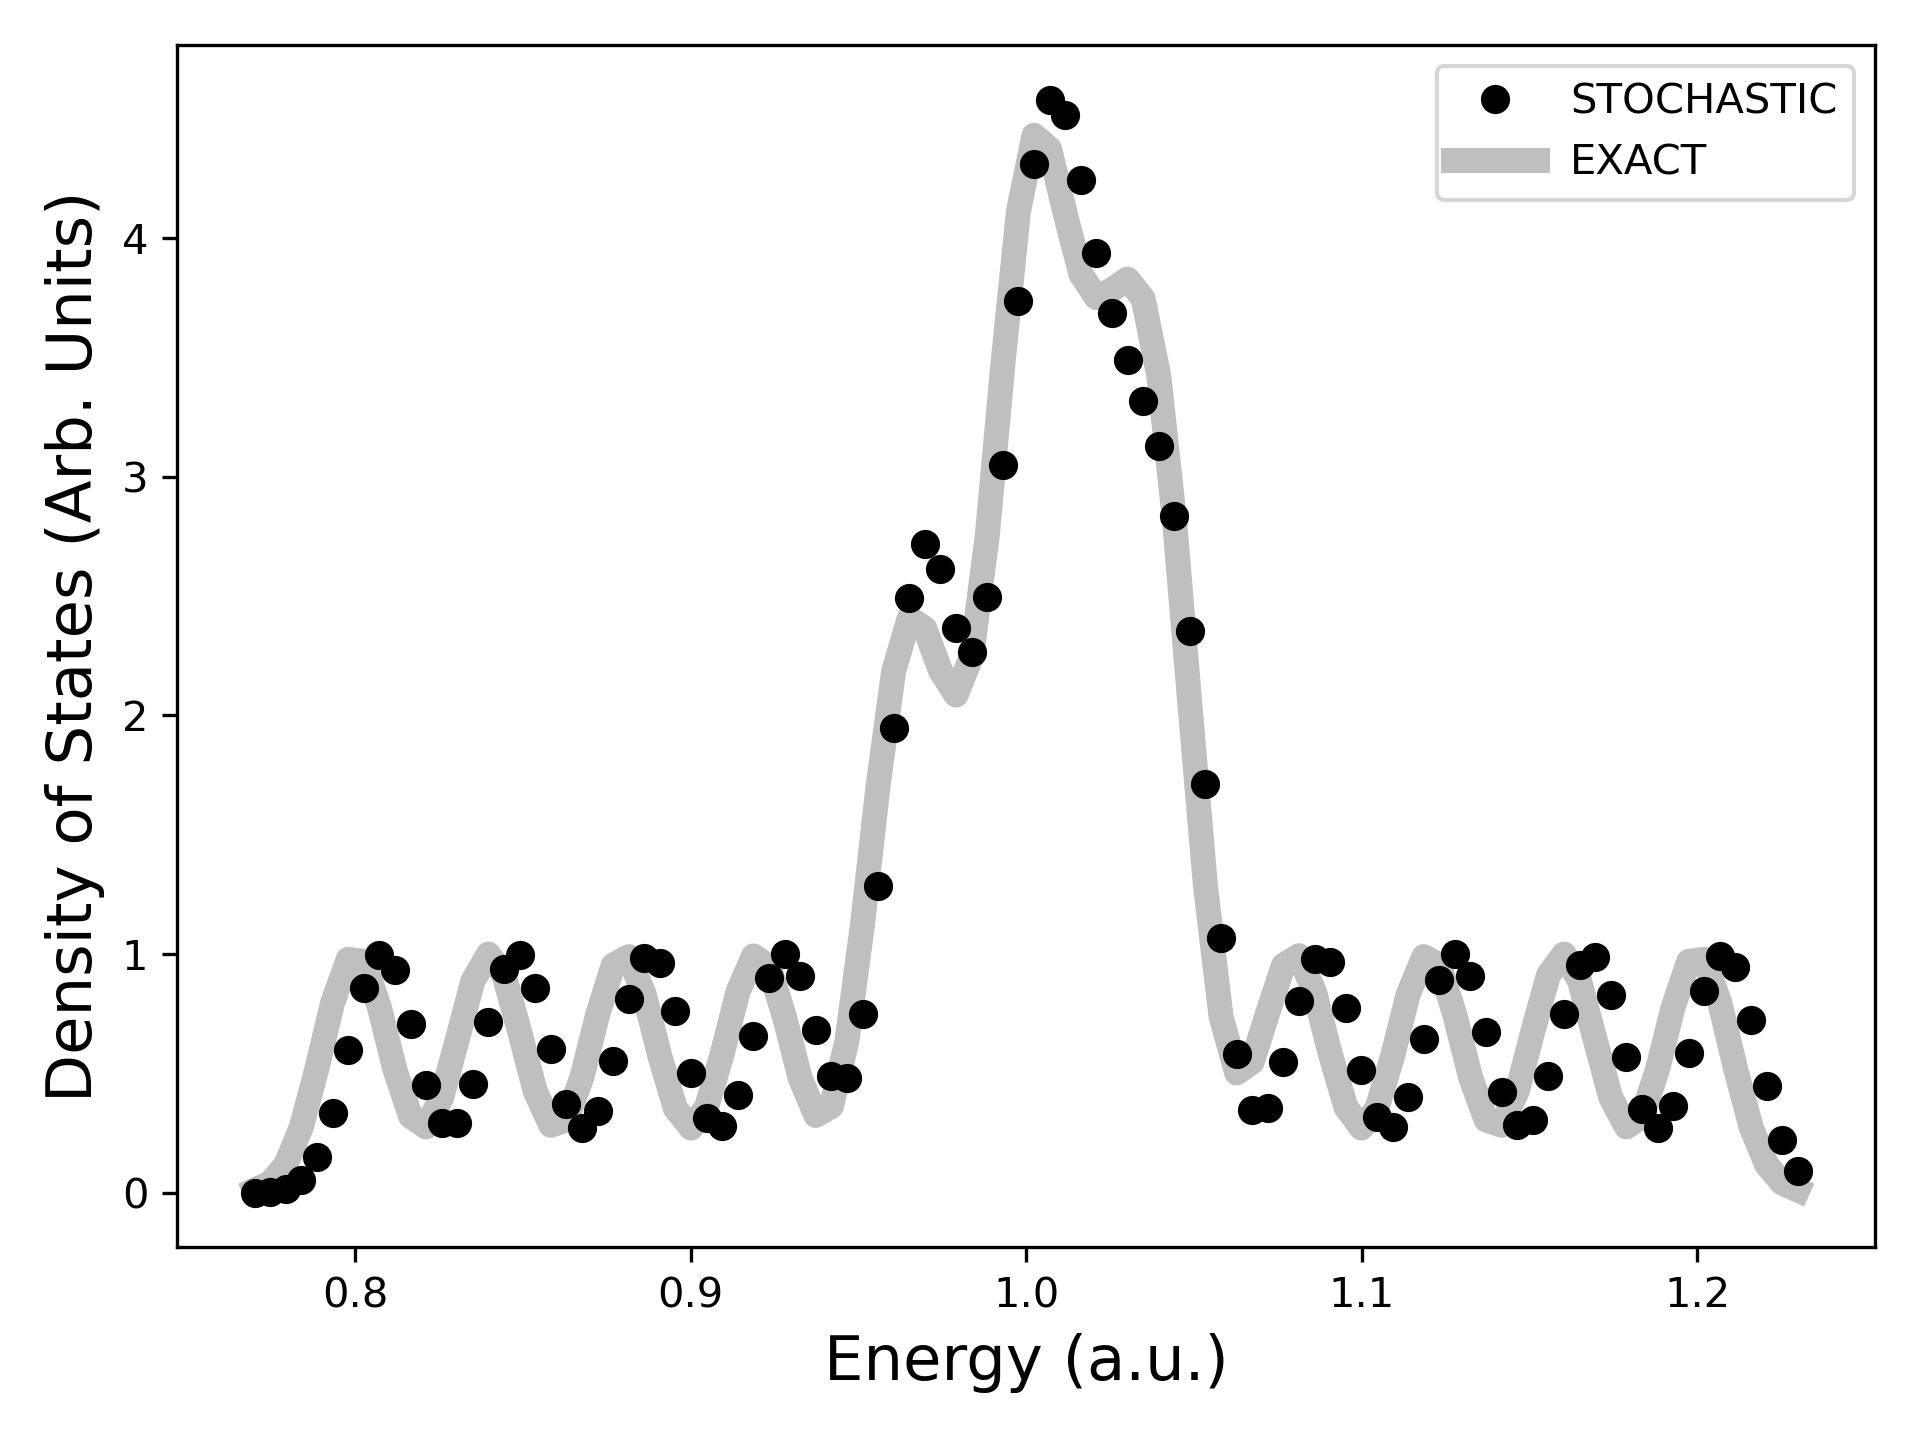 STOCHASTIC
EXACT
Density of States (Arb. Units)
4
3
2
1
0
0.8 0.9 1.0 1.1 1.2
Energy (a.u.)